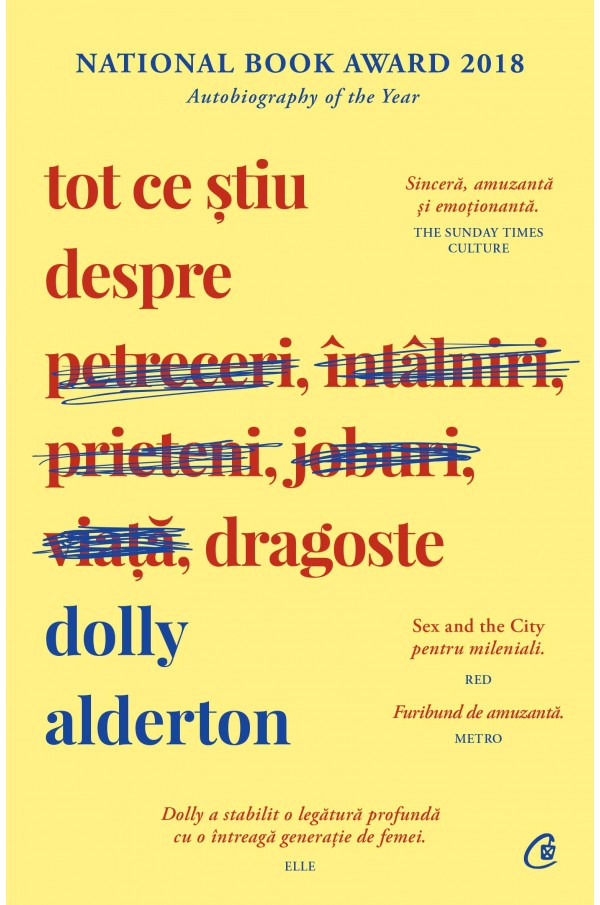 NATIONAL BOOK AWARD 2018
Autobiography of the Year
tot ce știu
despre
petreceri, întâlniri,
prieteni, joburi,
viață, dragoste
dolly
alderton
Sinceră, amuzantă
și emoționantă.
THE SUNDAY TIMES
CULTURE
Sex and the City
pentru mileniali.
RED
Furibund de amuzantă.
METRO
Dolly a stabilit o legătură profundă
cu o întreagă generație de femei.
ELLE